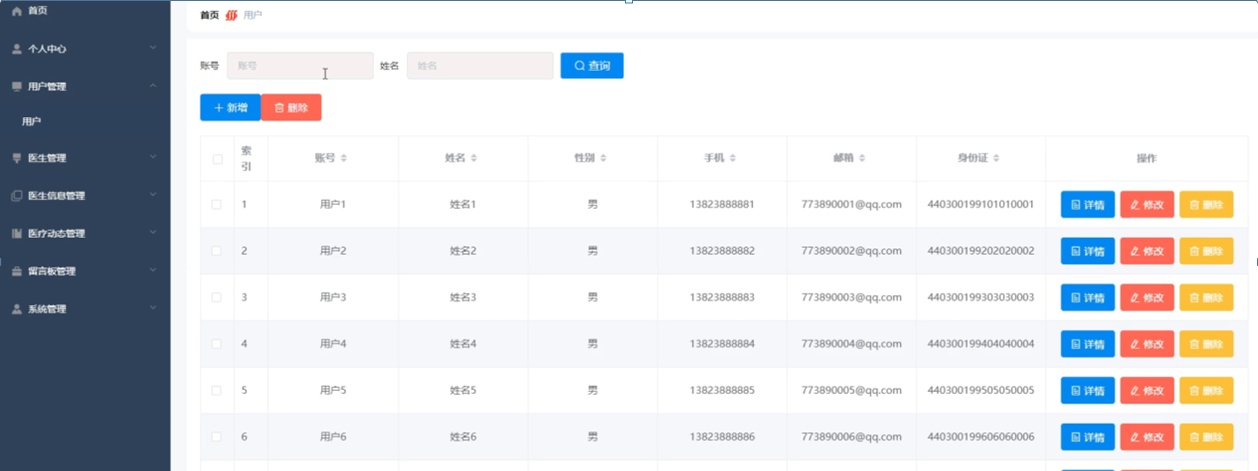 首页
个人中心
用户管理
用户
医生管理
医生信息管理
医疗动态管理
留言板管理
系统管理
首页 用户
账号 账号 姓名 姓名 查询
新增 删除
索引 账号 姓名 性别 手机 邮箱 身份证 操作
1 用户1 姓名1 男 13823888881 773890001@qq.com 440300199101010001 详情 修改 删除
2 用户2 姓名2 男 13823888882 773890002@qq.com 440300199202020002 详情 修改 删除
3 用户3 姓名3 男 13823888883 773890003@qq.com 440300199303030003 详情 修改 删除
4 用户4 姓名4 男 13823888884 773890004@qq.com 440300199404040004 详情 修改 删除
5 用户5 姓名5 男 13823888885 773890005@qq.com 440300199505050005 详情 修改 删除
6 用户6 姓名6 男 13823888886 773890006@qq.com 440300199606060006 详情 修改 删除